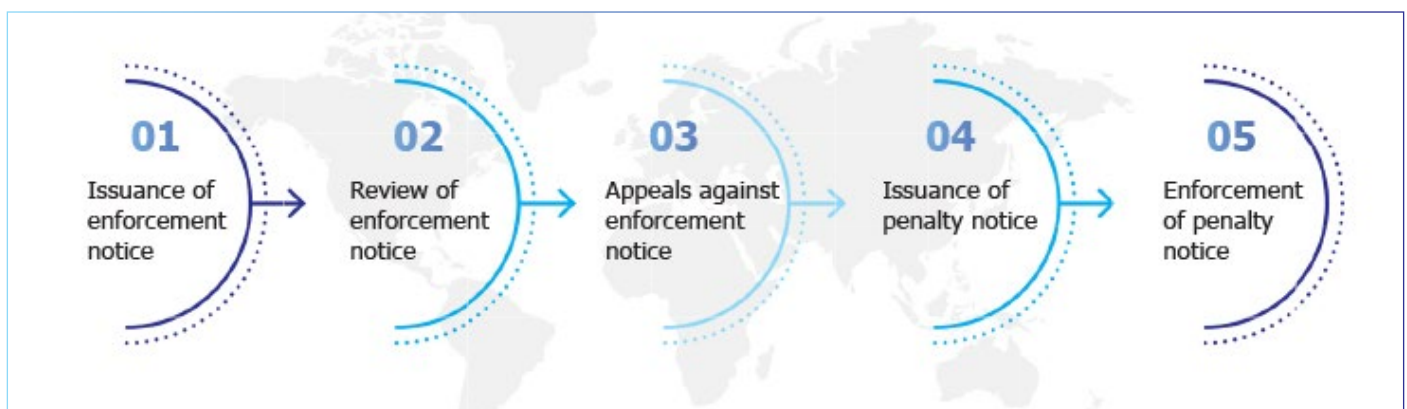 01
Issuance of
enforcement
notice
02
Review of
enforcement
notice
03
Appeals against
enforcement
notice
04
Issuance of
penalty notice
05
Enforcement
of penalty
notice